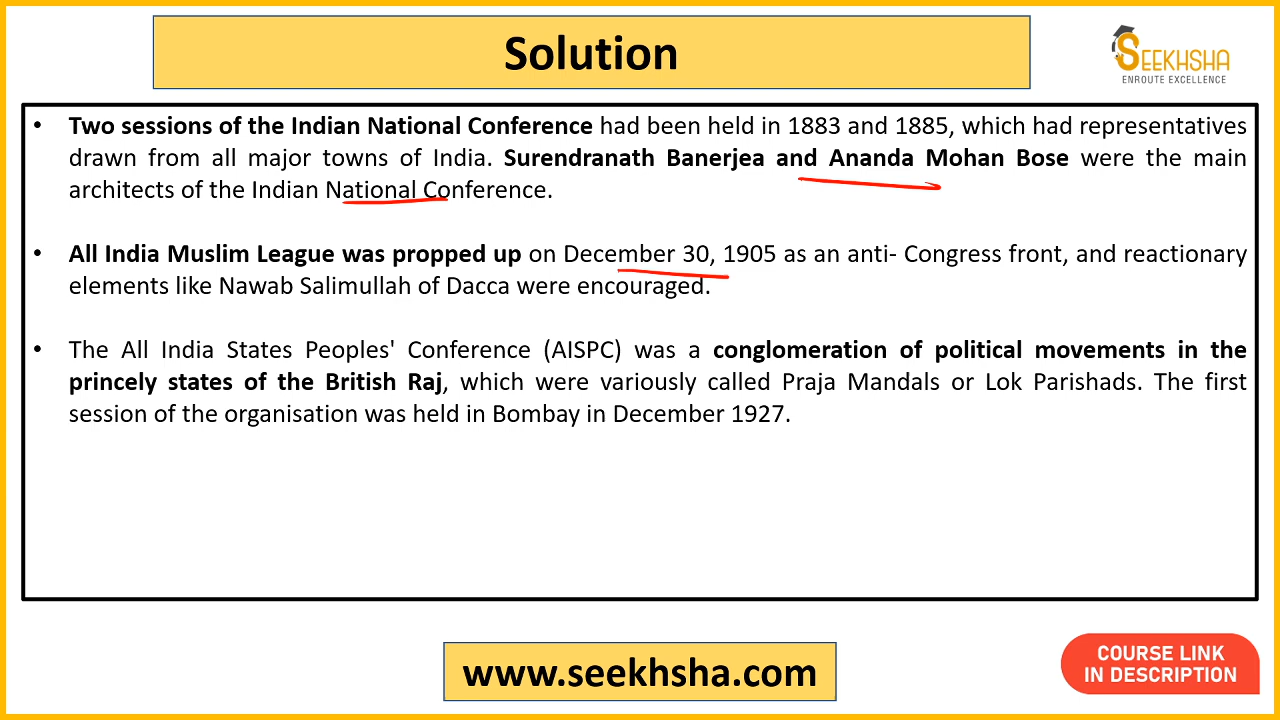 Solution
SEEKHSHA
ENROUTE EXCELLENCE
• Two sessions of the Indian National Conference had been held in 1883 and 1885, which had representatives
drawn from all major towns of India. Surendranath Banerjea and Ananda Mohan Bose were the main
architects of the Indian National Conference.
• All India Muslim League was propped up on December 30, 1905 as an anti- Congress front, and reactionary
elements like Nawab Salimullah of Dacca were encouraged.
• The All India States Peoples' Conference (AISPC) was a conglomeration of political movements in the
princely states of the British Raj, which were variously called Praja Mandals or Lok Parishads. The first
session of the organisation was held in Bombay in December 1927.
www.seekhsha.com
COURSE LINK
IN DESCRIPTION